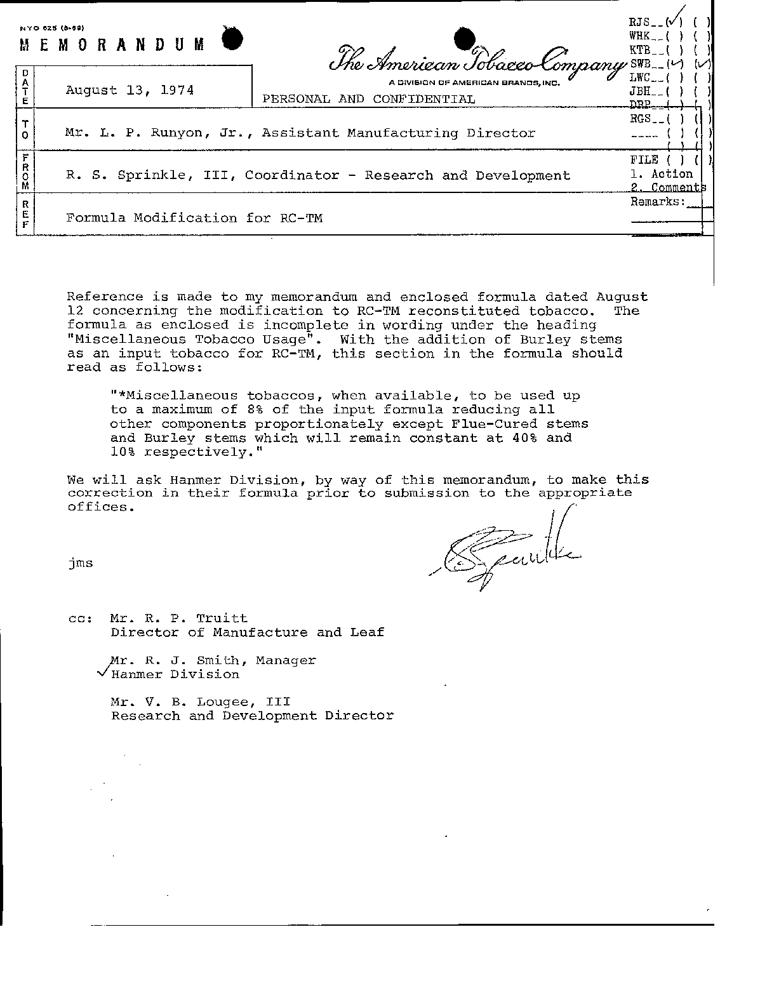 NYO 625 (5-69)
MEMORANDUM
The American Tobacco Company
A DIVISION OF AMERICAN BRANDS, INC.
RJS__(✓) ( )
WHK__( ) ( )
KTB__( ) ( )
SWB__(✓) (✓)
LWC__( ) ( )
JBH__( ) ( )
DRP__( ) ( )
RGS__( ) ( )
____ ( ) ( )
( ) ( )
FILE ( ) ( )
1. Action
2. Comments
Remarks:
DATE
August 13, 1974
PERSONAL AND CONFIDENTIAL
TO
Mr. L. P. Runyon, Jr., Assistant Manufacturing Director
FROM
R. S. Sprinkle, III, Coordinator - Research and Development
REF
Formula Modification for RC-TM
Reference is made to my memorandum and enclosed formula dated August
12 concerning the modification to RC-TM reconstituted tobacco. The
formula as enclosed is incomplete in wording under the heading
"Miscellaneous Tobacco Usage". With the addition of Burley stems
as an input tobacco for RC-TM, this section in the formula should
read as follows:
"*Miscellaneous tobaccos, when available, to be used up
to a maximum of 8% of the input formula reducing all
other components proportionately except Flue-Cured stems
and Burley stems which will remain constant at 40% and
10% respectively."
We will ask Hanmer Division, by way of this memorandum, to make this
correction in their formula prior to submission to the appropriate
offices.
RSSprinkle
jms
cc: Mr. R. P. Truitt
Director of Manufacture and Leaf
Mr. R. J. Smith, Manager
✓Hanmer Division
Mr. V. B. Lougee, III
Research and Development Director